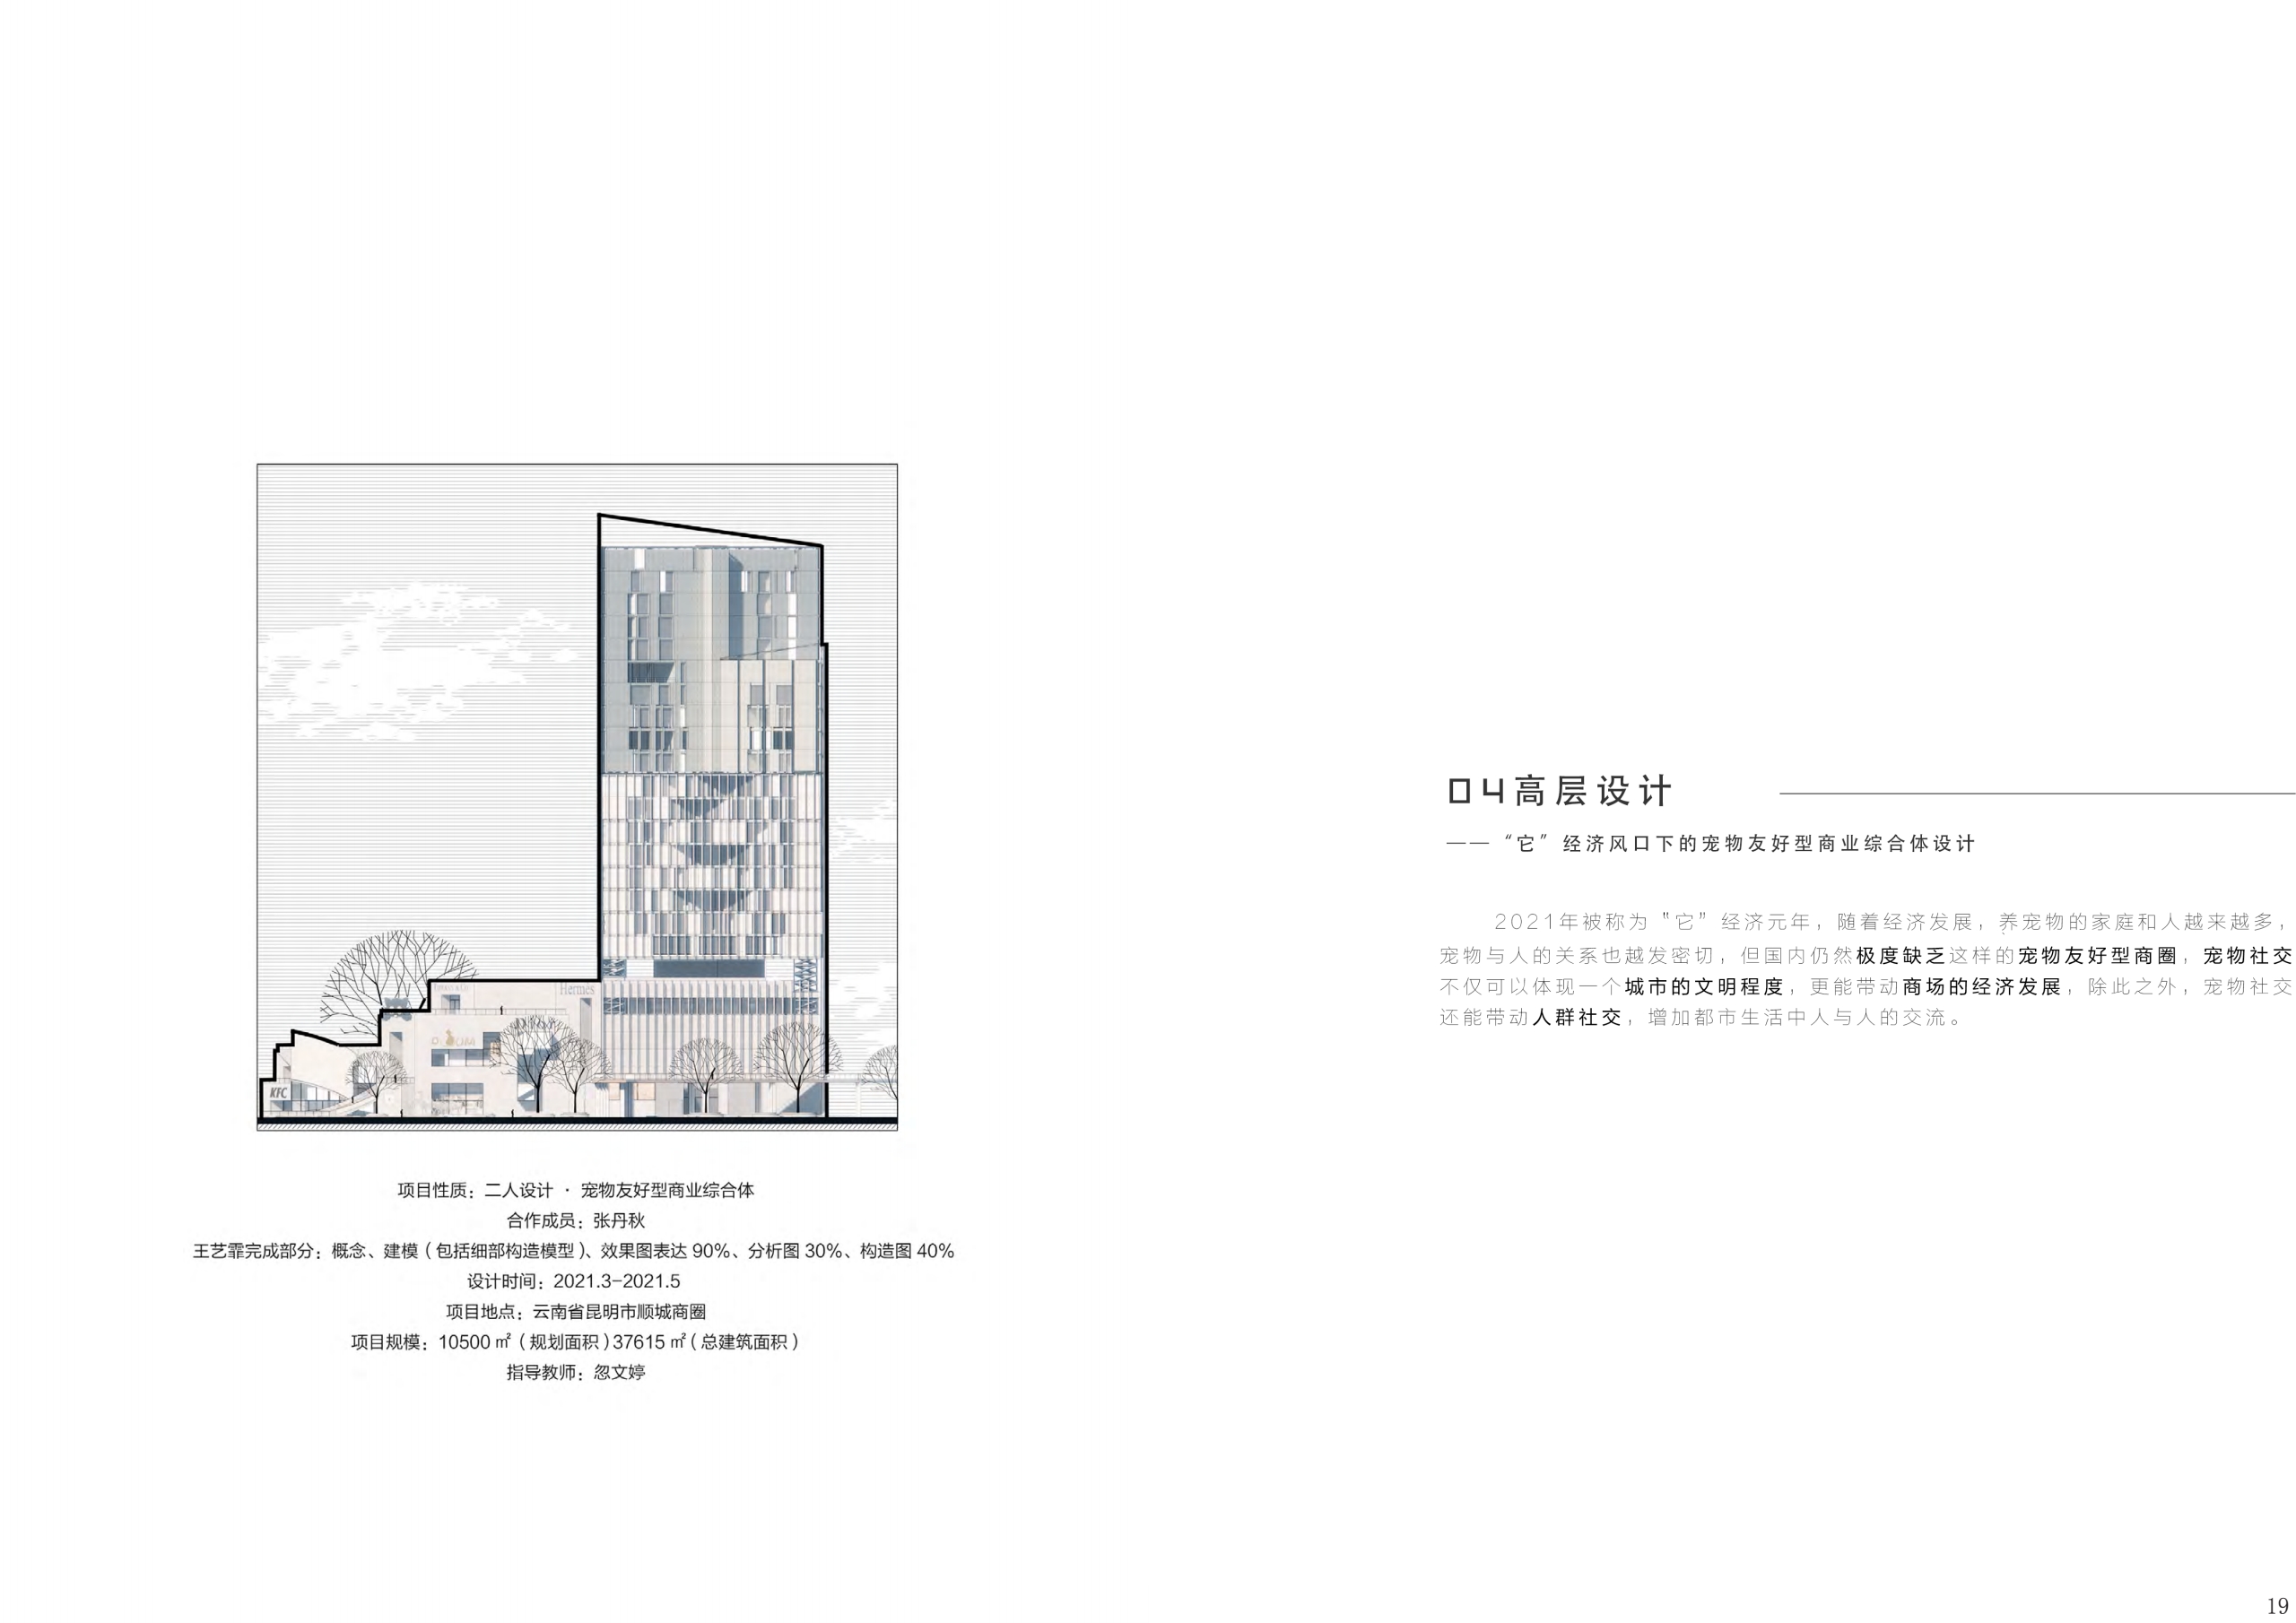 Hermès
KFC
项目性质：二人设计 · 宠物友好型商业综合体
合作成员：张丹秋
王艺霏完成部分：概念、建模（包括细部构造模型）、效果图表达 90%、分析图 30%、构造图 40%
设计时间：2021.3-2021.5
项目地点：云南省昆明市顺城商圈
项目规模：10500 ㎡（规划面积）37615 ㎡（总建筑面积）
指导教师：忽文婷
04高层设计
——“它”经济风口下的宠物友好型商业综合体设计
2021年被称为“它”经济元年，随着经济发展，养宠物的家庭和人越来越多，
宠物与人的关系也越发密切，但国内仍然极度缺乏这样的宠物友好型商圈，宠物社交
不仅可以体现一个城市的文明程度，更能带动商场的经济发展，除此之外，宠物社交
还能带动人群社交，增加都市生活中人与人的交流。
19